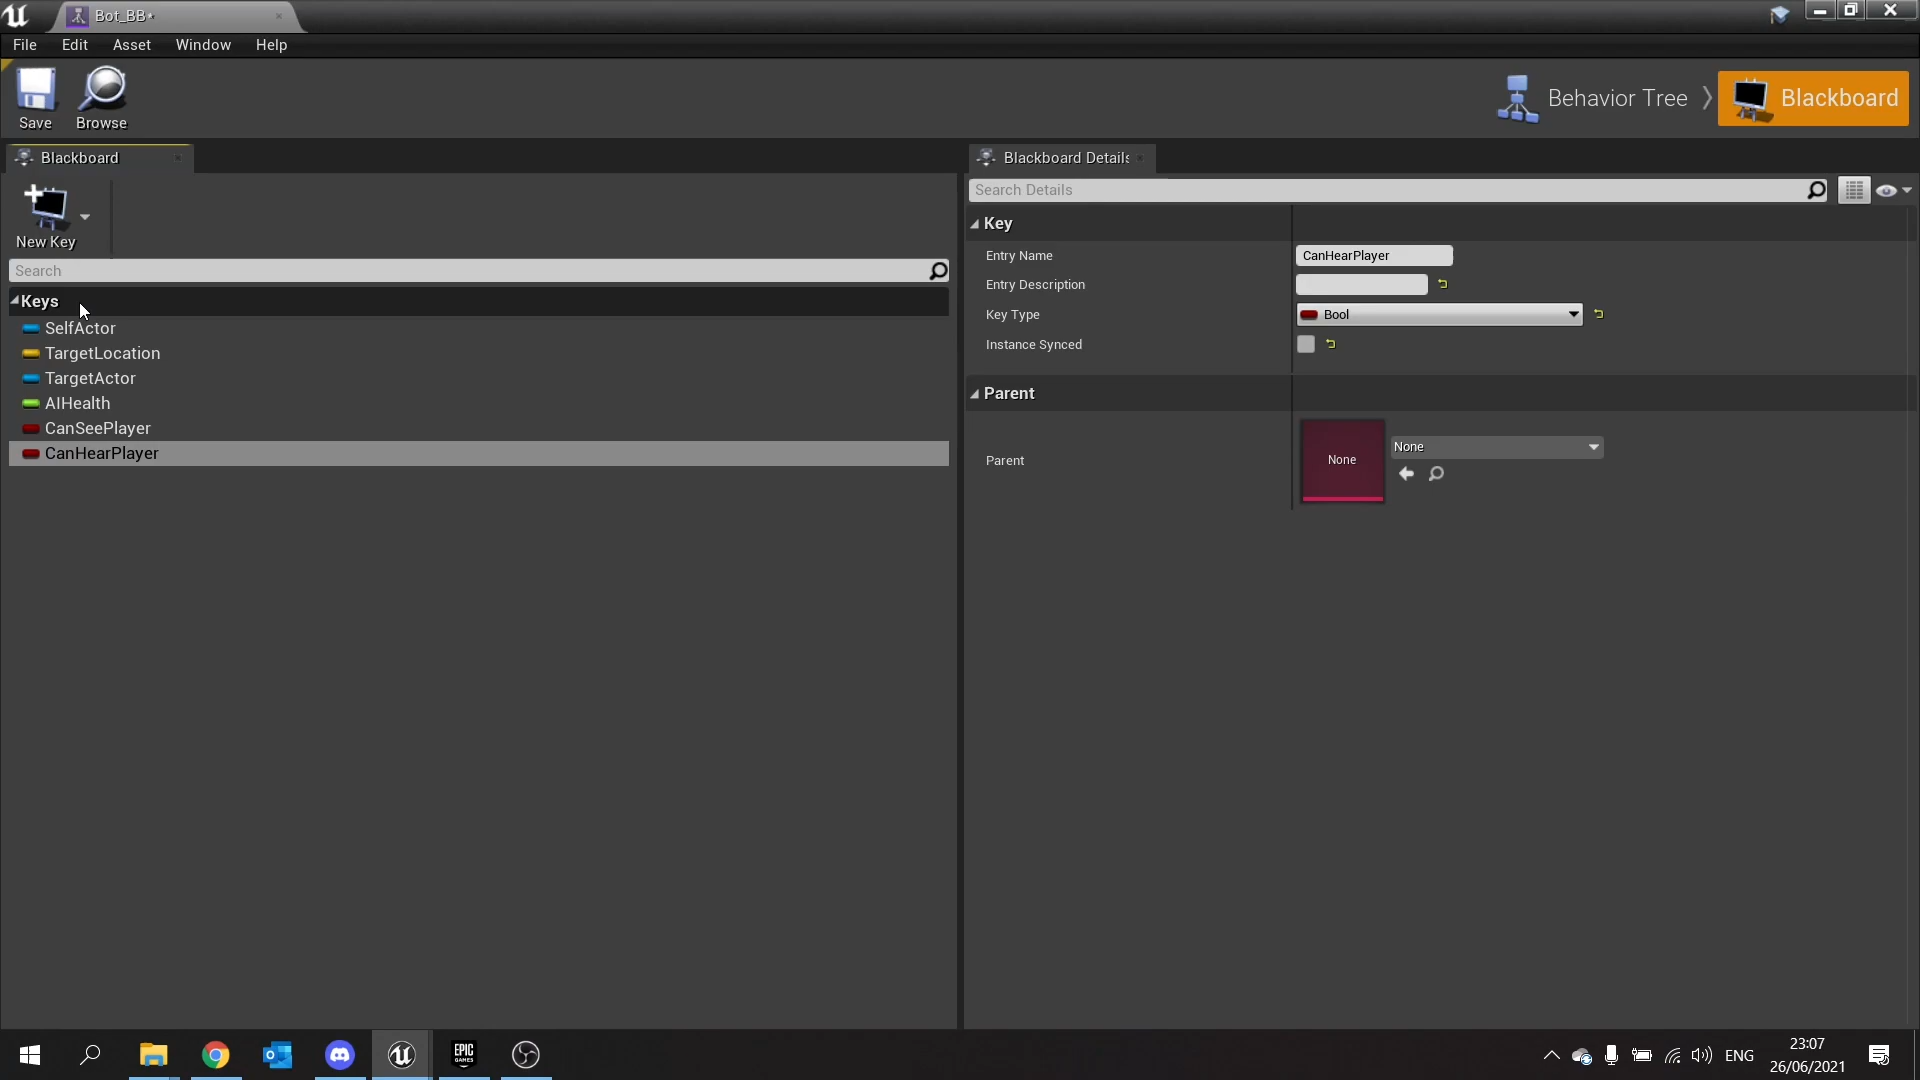 Bot_BB*
File Edit Asset Window Help
Save Browse
Behavior Tree Blackboard
Blackboard
New Key
Search
Keys
SelfActor
TargetLocation
TargetActor
AIHealth
CanSeePlayer
CanHearPlayer
Blackboard Details
Search Details
Key
Entry Name CanHearPlayer
Entry Description
Key Type Bool
Instance Synced
Parent
Parent None None
EPIC GAMES
ENG 23:07
26/06/2021